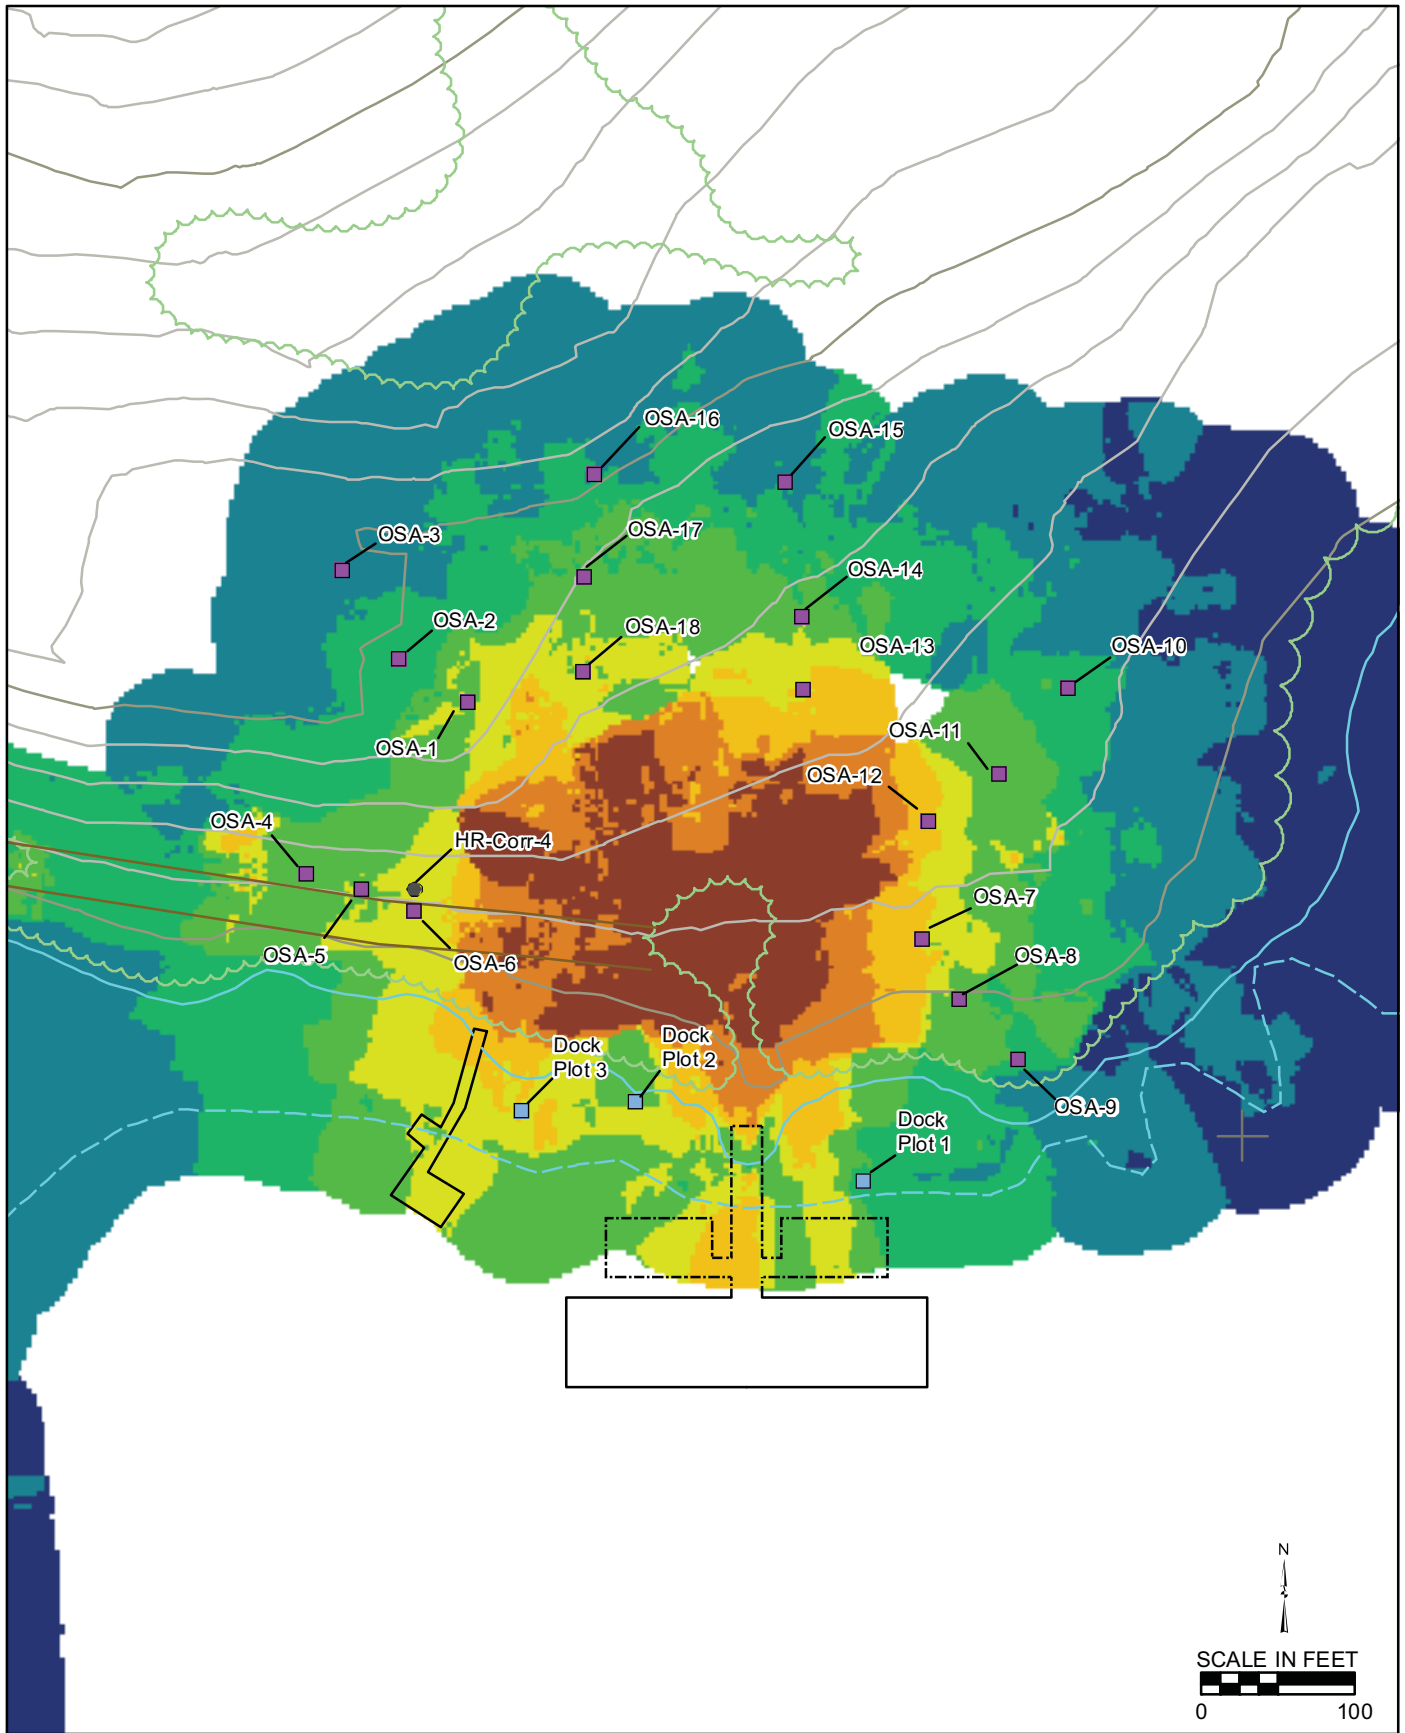 OSA-16
OSA-15
OSA-17
OSA-3
OSA-14
OSA-2
OSA-18
OSA-13
OSA-10
OSA-11
OSA-1
OSA-12
OSA-4
HR-Corr-4
OSA-7
OSA-5
OSA-6
OSA-8
Dock
Plot 2
Dock
Plot 3
OSA-9
Dock
Plot 1
N
SCALE IN FEET
0 100